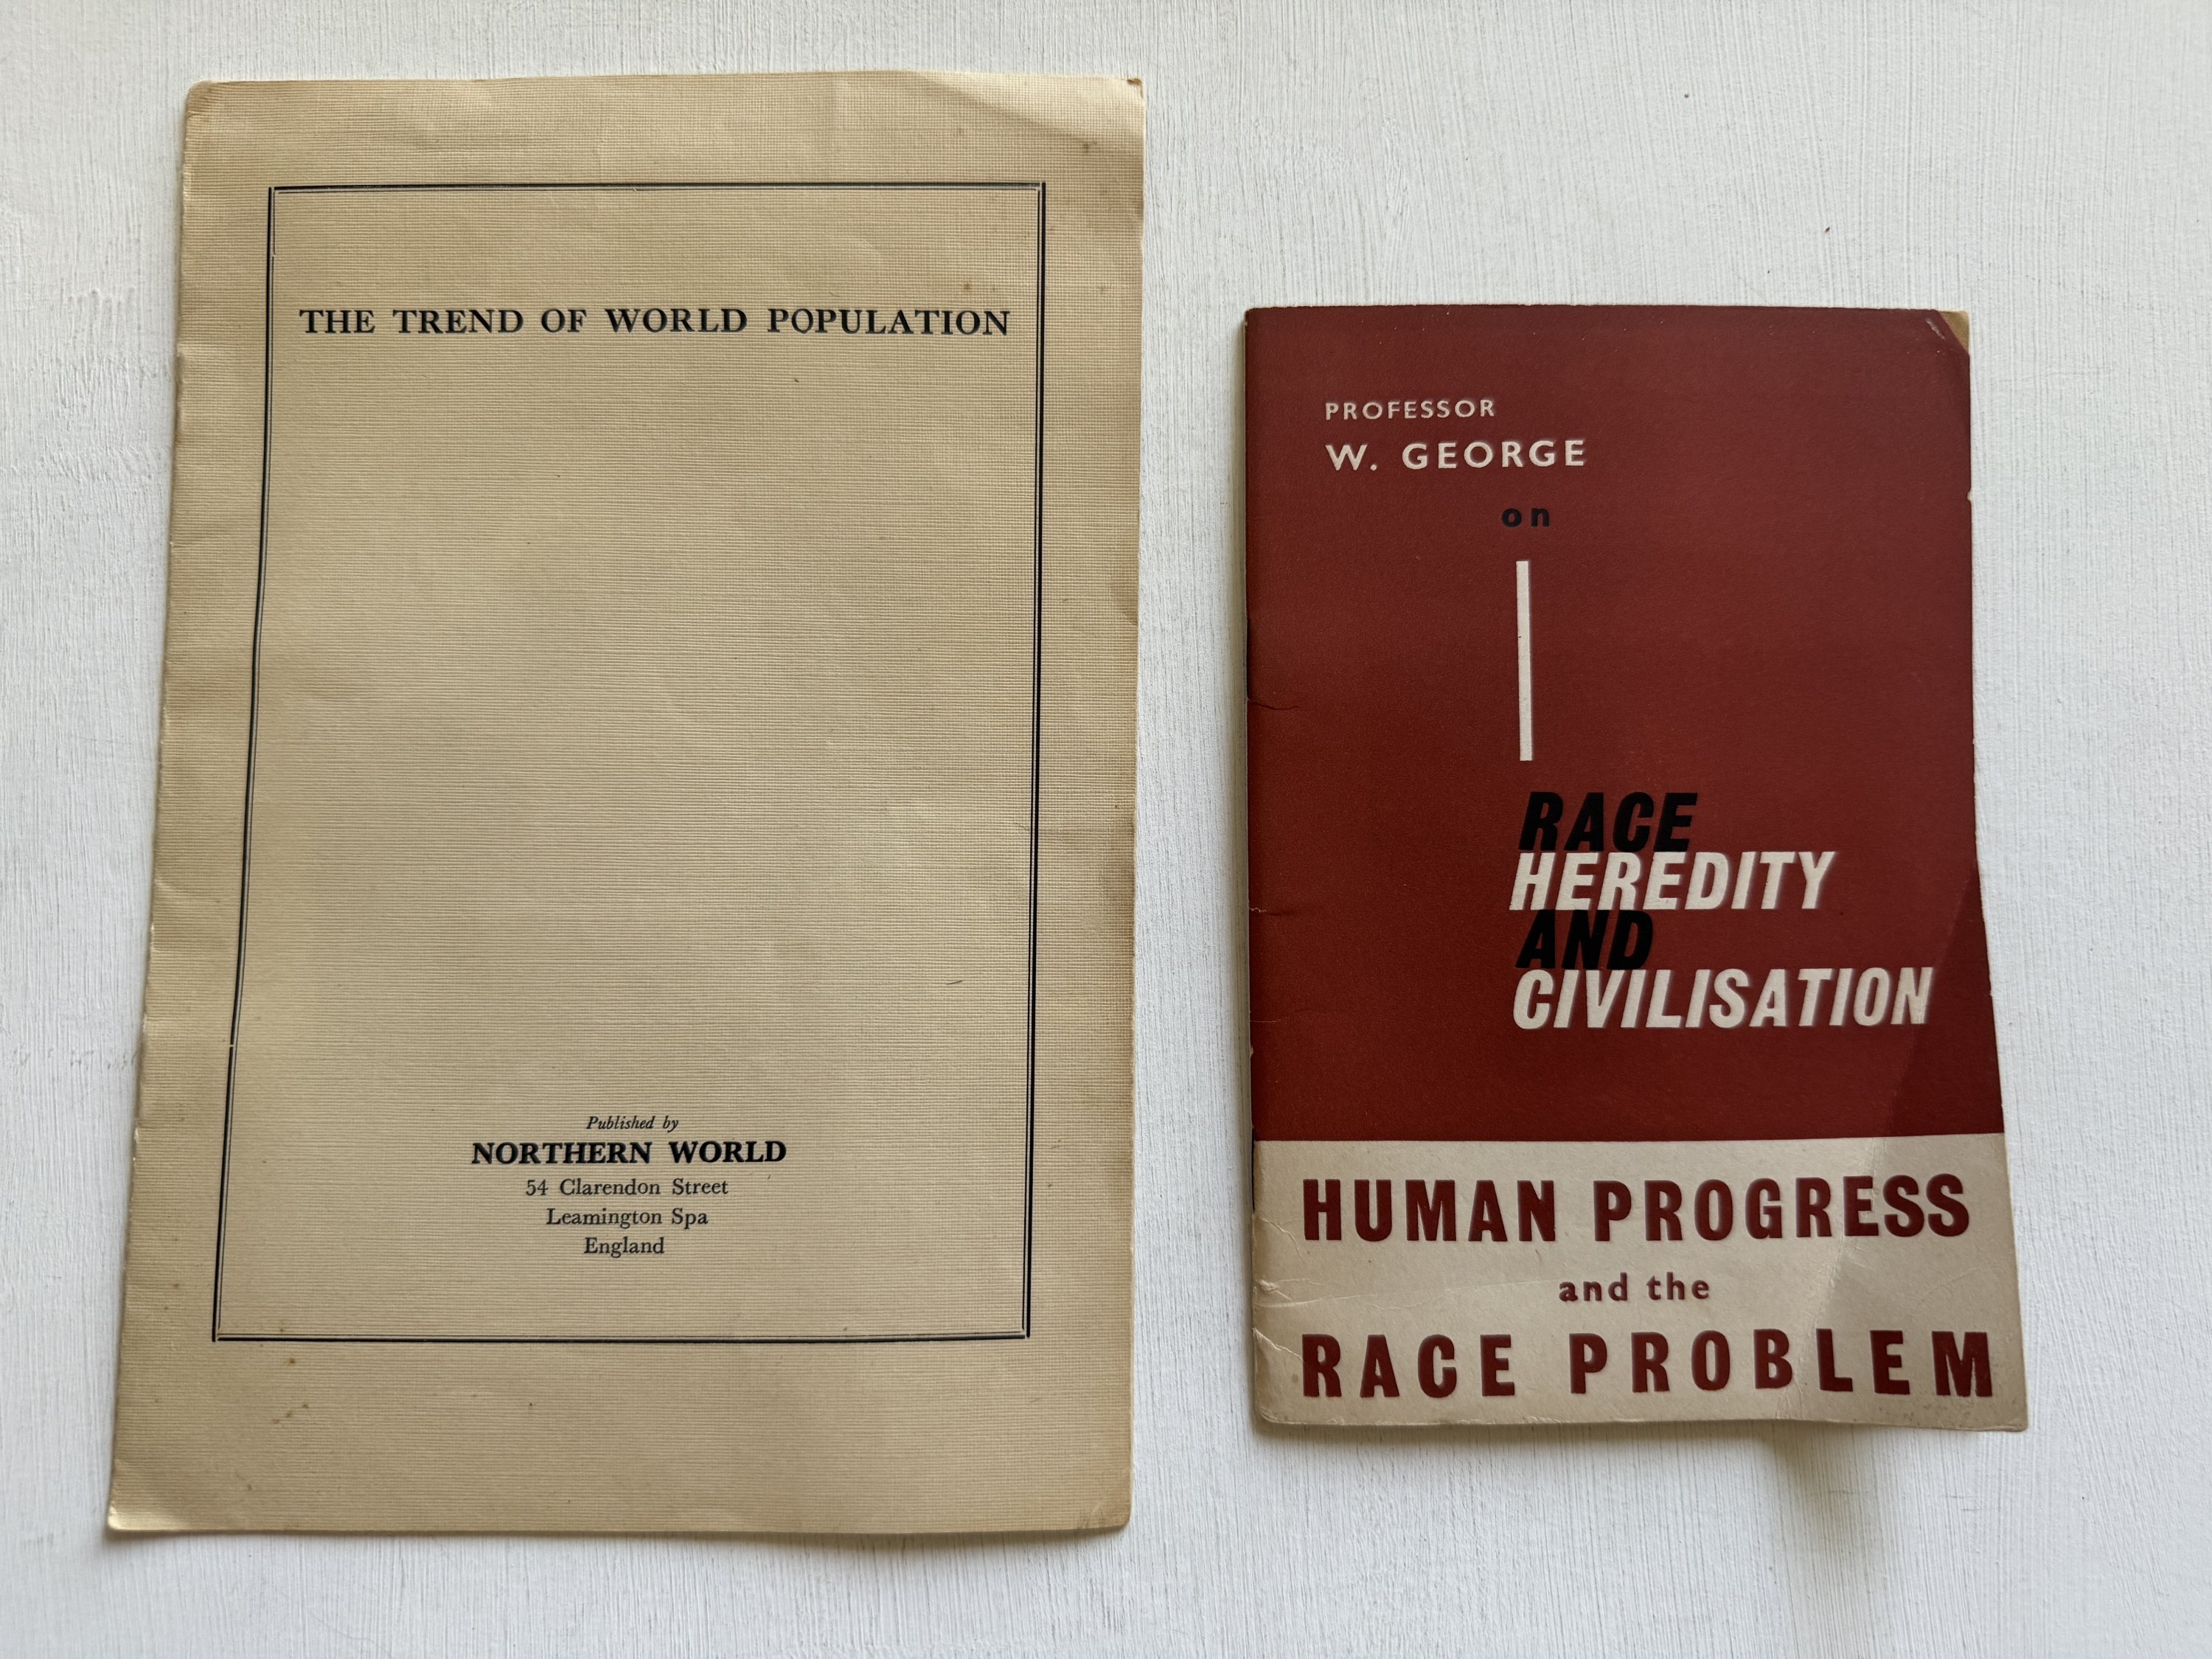 THE TREND OF WORLD POPULATION
Published by
NORTHERN WORLD
54 Clarendon Street
Leamington Spa
England
PROFESSOR
W. GEORGE
on
RACE
HEREDITY
AND
CIVILISATION
HUMAN PROGRESS
and the
RACE PROBLEM